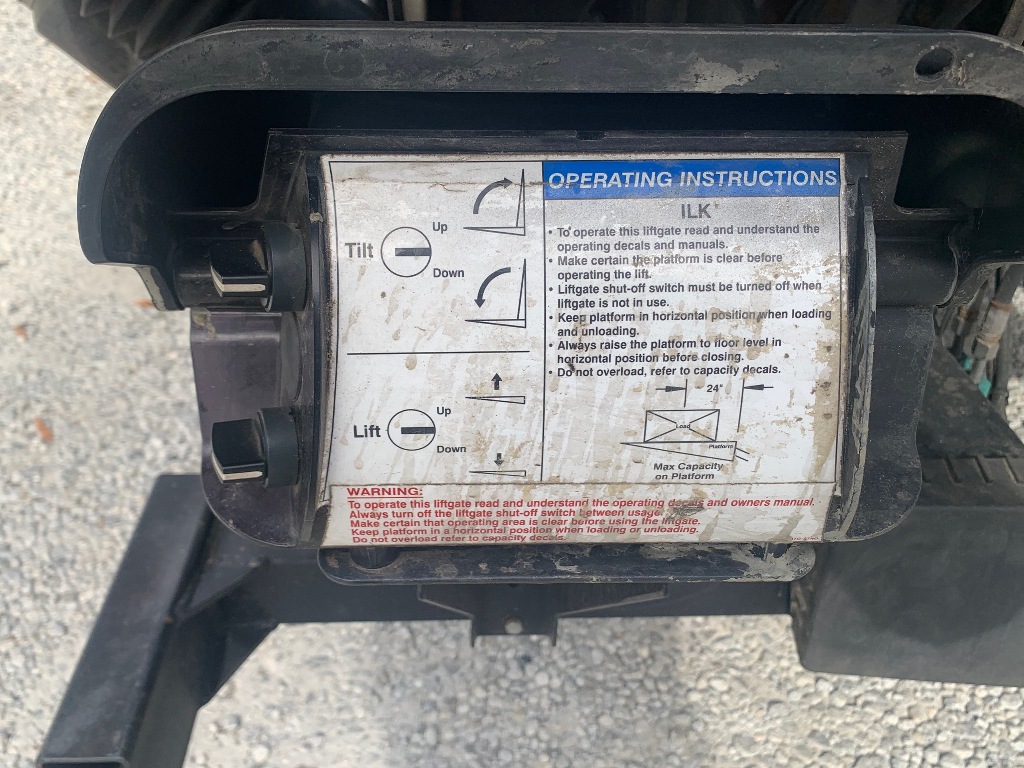 Tilt
Up
Down
Lift
Up
Down
OPERATING INSTRUCTIONS
ILK
• To operate this liftgate read and understand the
operating decals and manuals.
• Make certain the platform is clear before
operating the lift.
• Liftgate shut-off switch must be turned off when
liftgate is not in use.
• Keep platform in horizontal position when loading
and unloading.
• Always raise the platform to floor level in
horizontal position before closing.
• Do not overload, refer to capacity decals.
24"
Load
Platform
Max Capacity
on Platform
WARNING:
To operate this liftgate read and understand the operating decals and owners manual.
Always turn off the liftgate shut-off switch between usage.
Make certain that operating area is clear before using the liftgate.
Keep platform in a horizontal position when loading or unloading.
Do not overload refer to capacity decals.